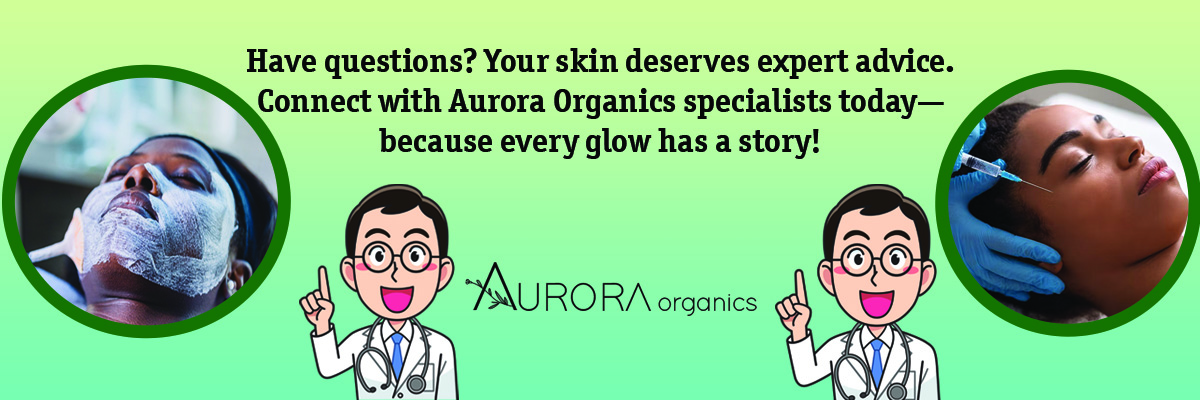 Have questions? Your skin deserves expert advice.
Connect with Aurora Organics specialists today—
because every glow has a story!
AURORA organics